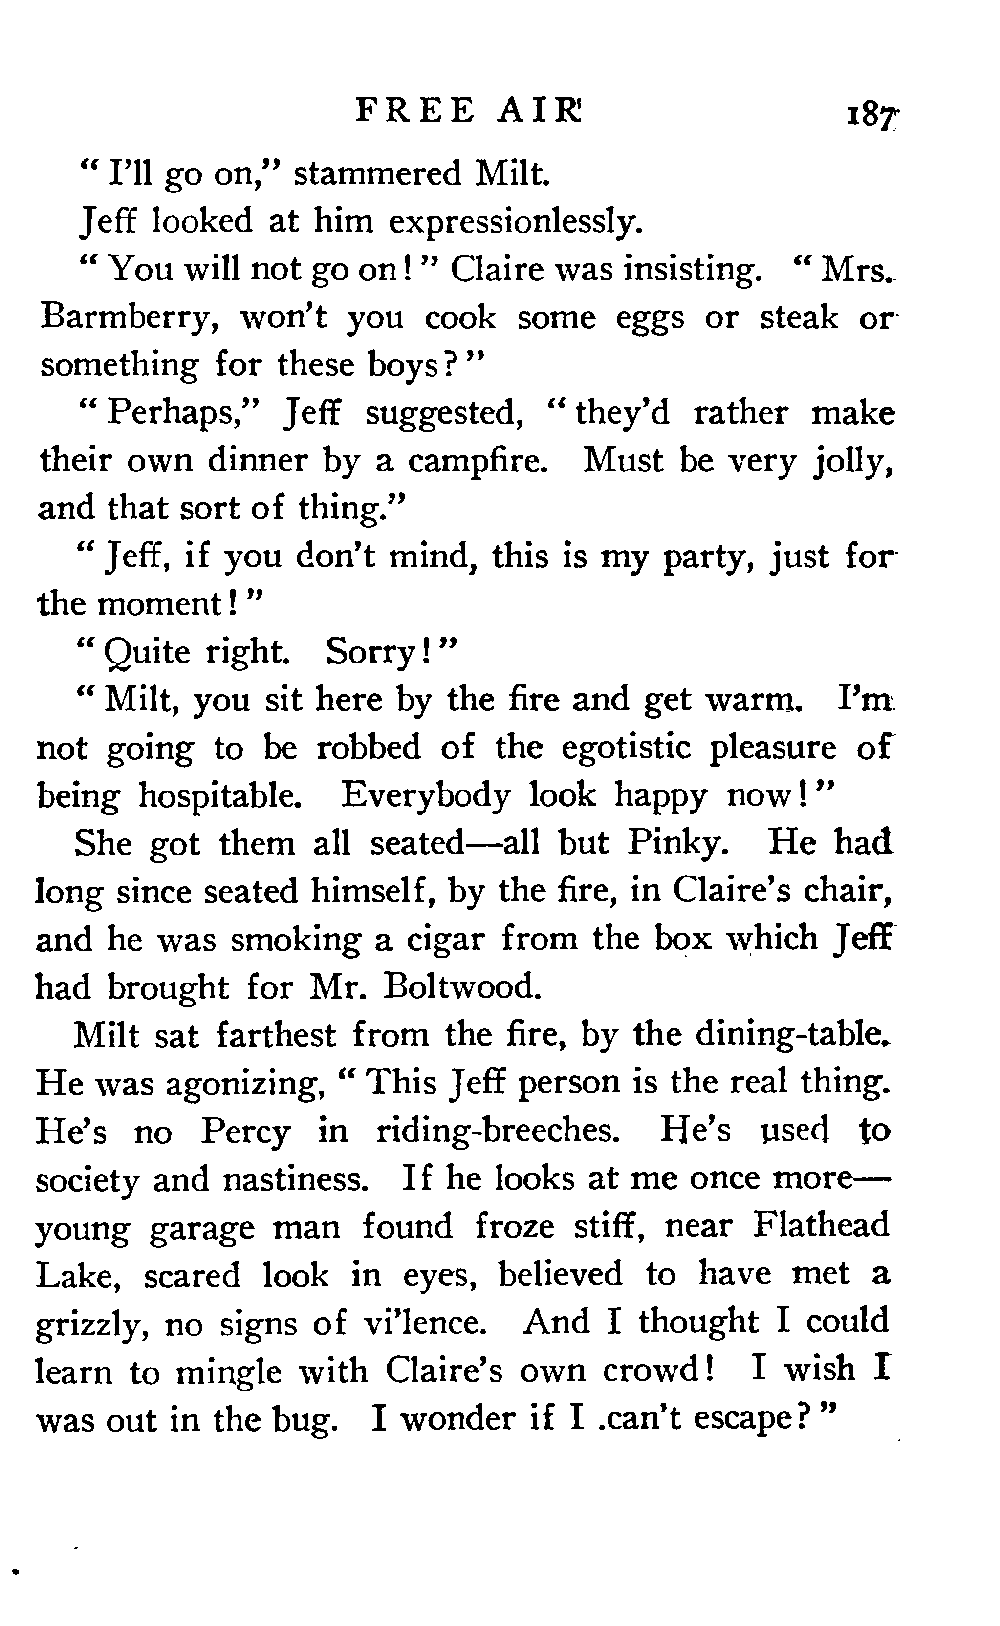 FREE AIR 187
"I'll go on," stammered Milt.
Jeff looked at him expressionlessly.
"You will not go on!" Claire was insisting. "Mrs.
Barmberry, won't you cook some eggs or steak or
something for these boys?"
"Perhaps," Jeff suggested, "they'd rather make
their own dinner by a campfire. Must be very jolly,
and that sort of thing."
"Jeff, if you don't mind, this is my party, just for
the moment!"
"Quite right. Sorry!"
"Milt, you sit here by the fire and get warm. I'm
not going to be robbed of the egotistic pleasure of
being hospitable. Everybody look happy now!"
She got them all seated—all but Pinky. He had
long since seated himself, by the fire, in Claire's chair,
and he was smoking a cigar from the box which Jeff
had brought for Mr. Boltwood.
Milt sat farthest from the fire, by the dining-table.
He was agonizing, "This Jeff person is the real thing.
He's no Percy in riding-breeches. He's used to
society and nastiness. If he looks at me once more—
young garage man found froze stiff, near Flathead
Lake, scared look in eyes, believed to have met a
grizzly, no signs of vi'lence. And I thought I could
learn to mingle with Claire's own crowd! I wish I
was out in the bug. I wonder if I can't escape?"